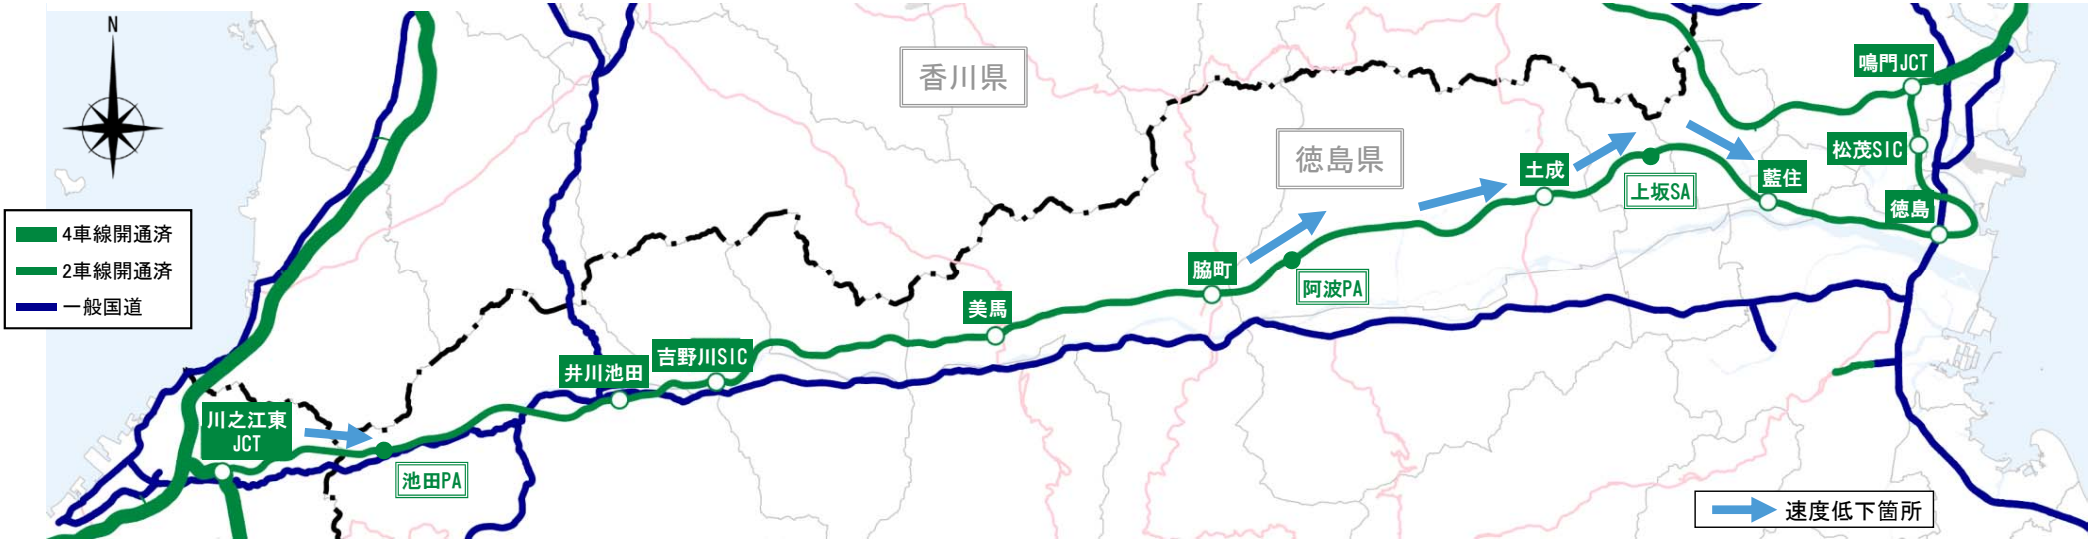 N
香川県
鳴門JCT
徳島県
松茂SIC
土成
藍住
上坂SA
徳島
4車線開通済
2車線開通済
一般国道
脇町
阿波PA
美馬
吉野川SIC
井川池田
川之江東
JCT
池田PA
速度低下箇所